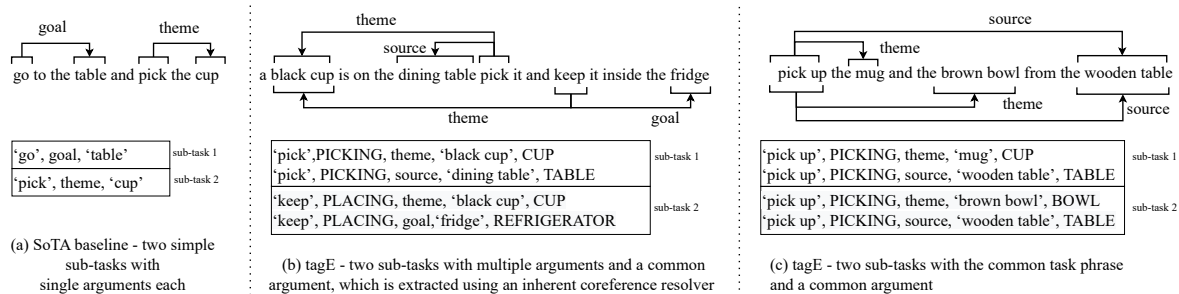 goal
theme
go to the table and pick the cup
'go', goal, 'table'
sub-task 1
'pick', theme, 'cup'
sub-task 2
(a) SoTA baseline - two simple
sub-tasks with
single arguments each
theme
source
a black cup is on the dining table pick it and keep it inside the fridge
theme
goal
'pick',PICKING, theme, 'black cup', CUP
'pick', PICKING, source, 'dining table', TABLE
sub-task 1
'keep', PLACING, theme, 'black cup', CUP
'keep', PLACING, goal,'fridge', REFRIGERATOR
sub-task 2
(b) tagE - two sub-tasks with multiple arguments and a common
argument, which is extracted using an inherent coreference resolver
source
theme
pick up the mug and the brown bowl from the wooden table
theme
source
'pick up', PICKING, theme, 'mug', CUP
'pick up', PICKING, source, 'wooden table', TABLE
sub-task 1
'pick up', PICKING, theme, 'brown bowl', BOWL
'pick up', PICKING, source, 'wooden table', TABLE
sub-task 2
(c) tagE - two sub-tasks with the common task phrase
and a common argument